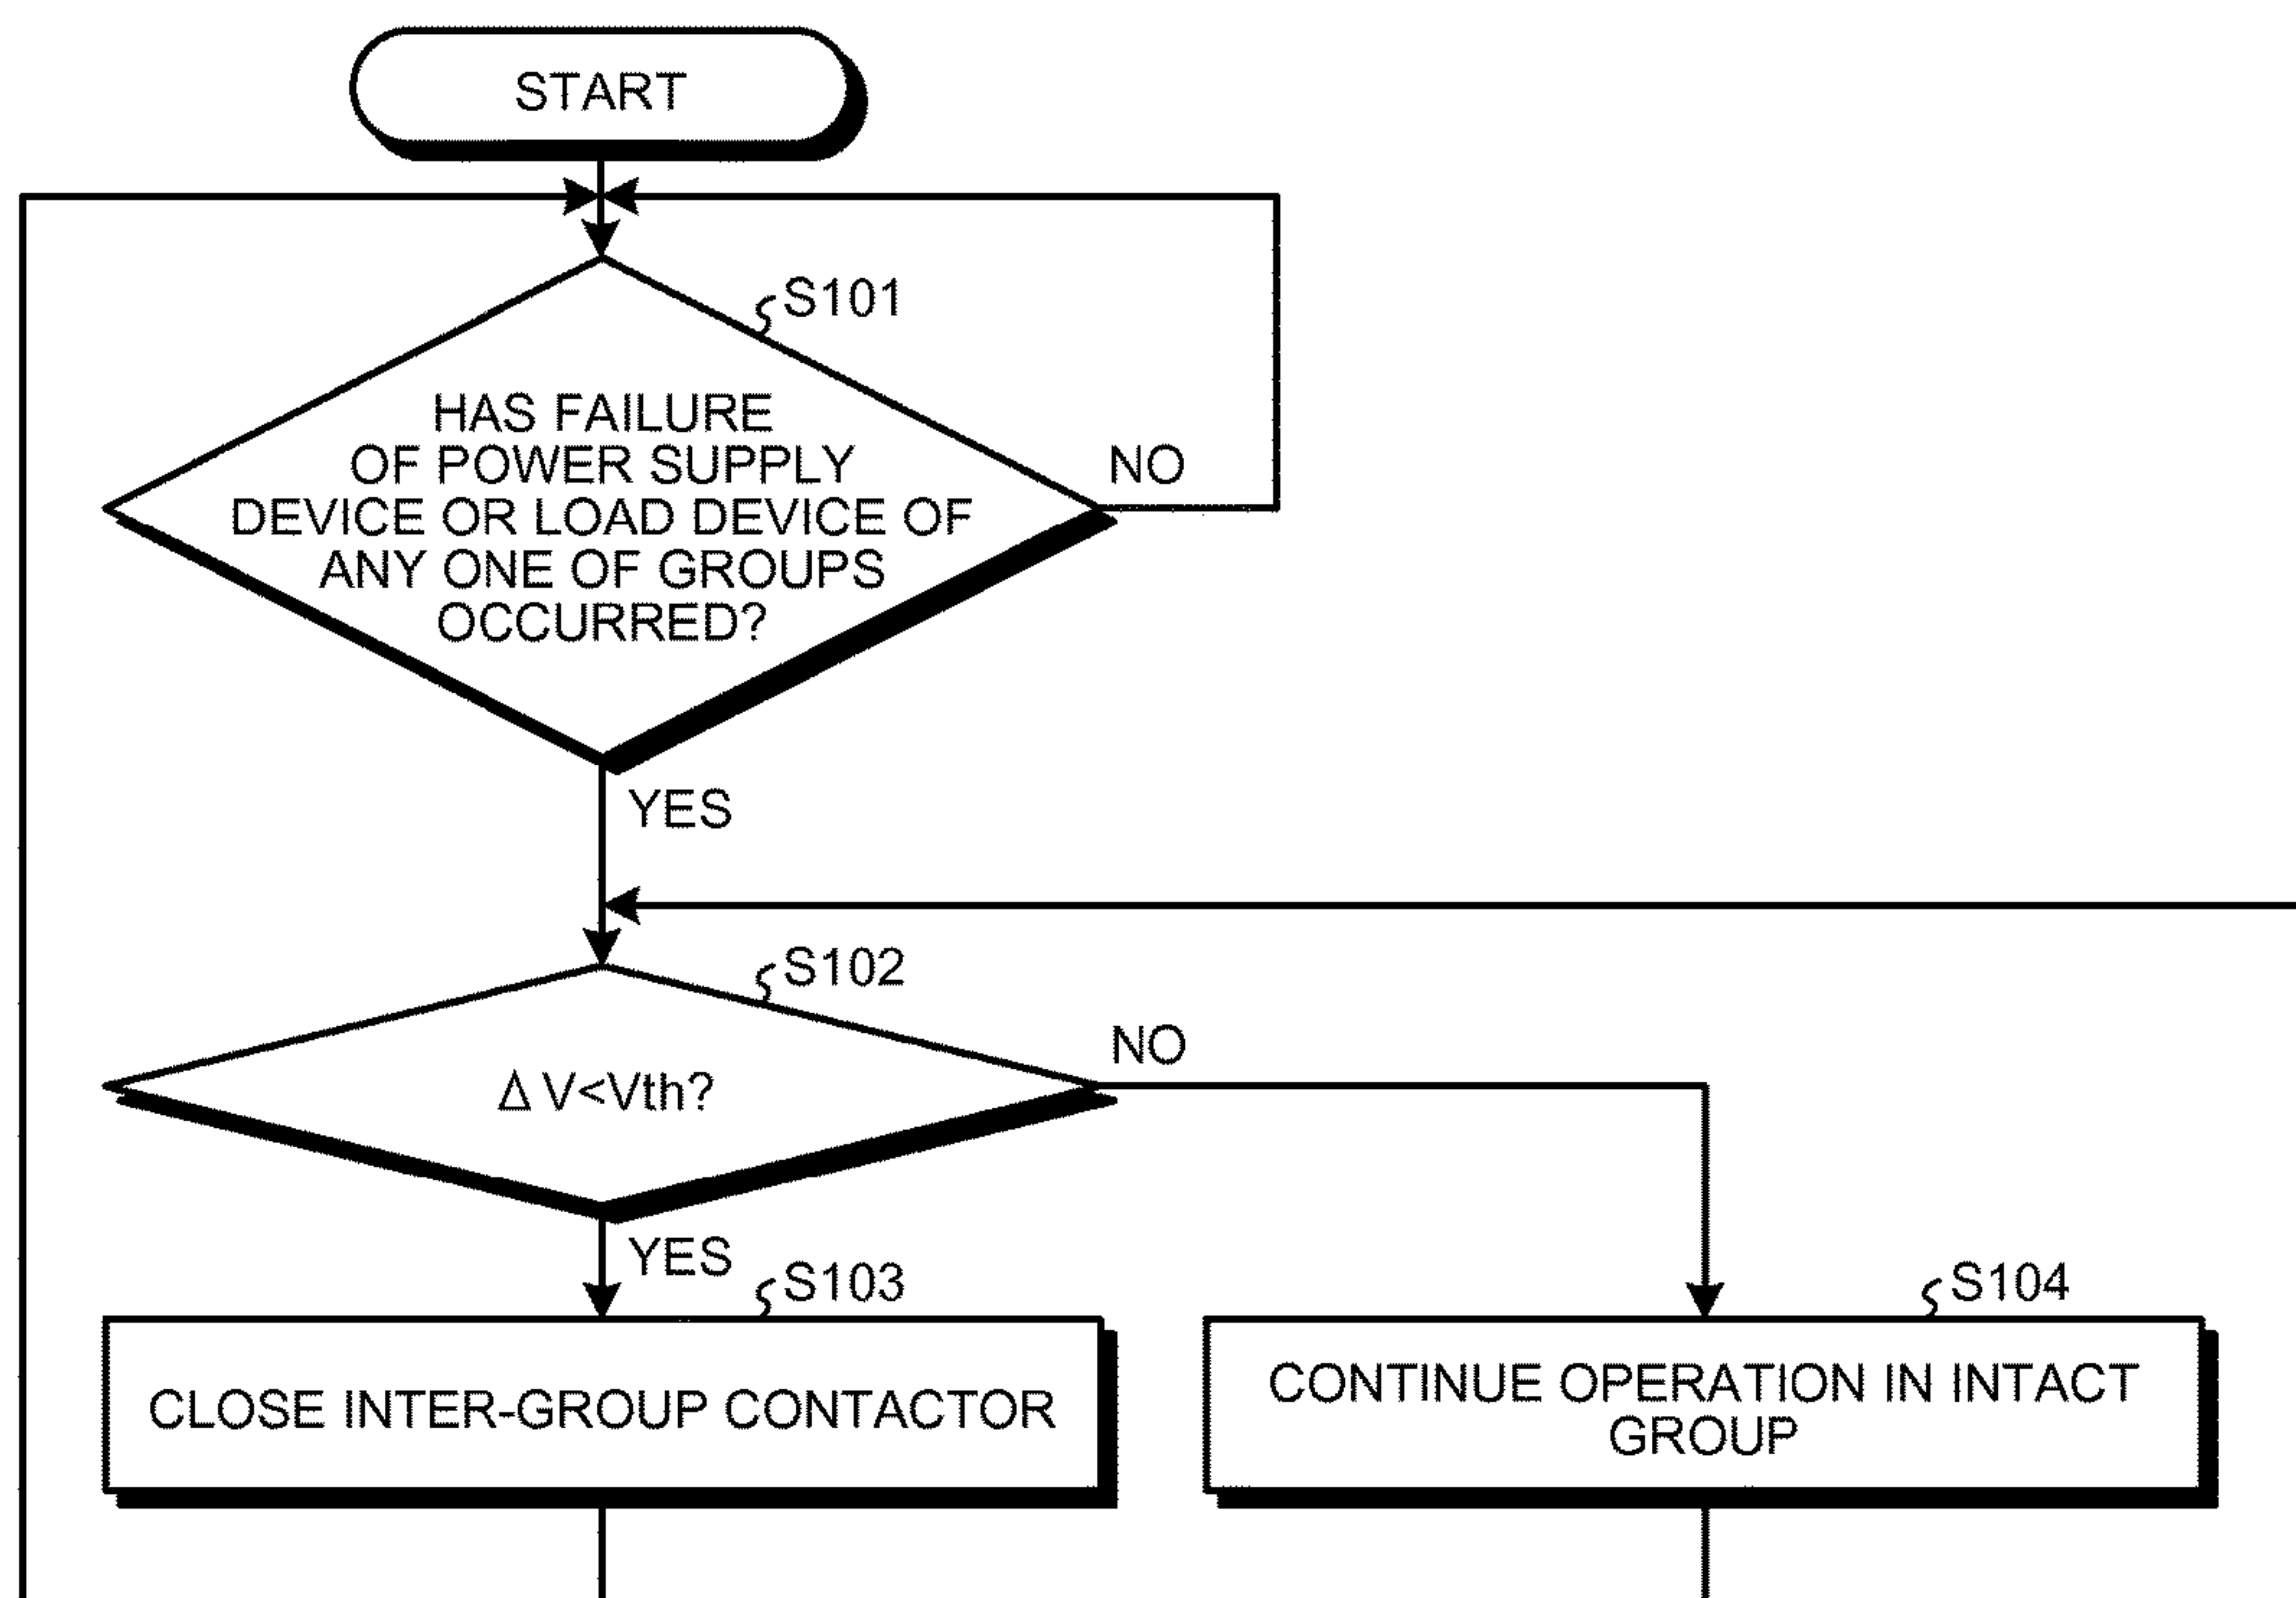 START
S101
HAS FAILURE
OF POWER SUPPLY
DEVICE OR LOAD DEVICE OF
ANY ONE OF GROUPS
OCCURRED?
NO
YES
S102
Δ V<Vth?
NO
YES
S103
CLOSE INTER-GROUP CONTACTOR
S104
CONTINUE OPERATION IN INTACT
GROUP